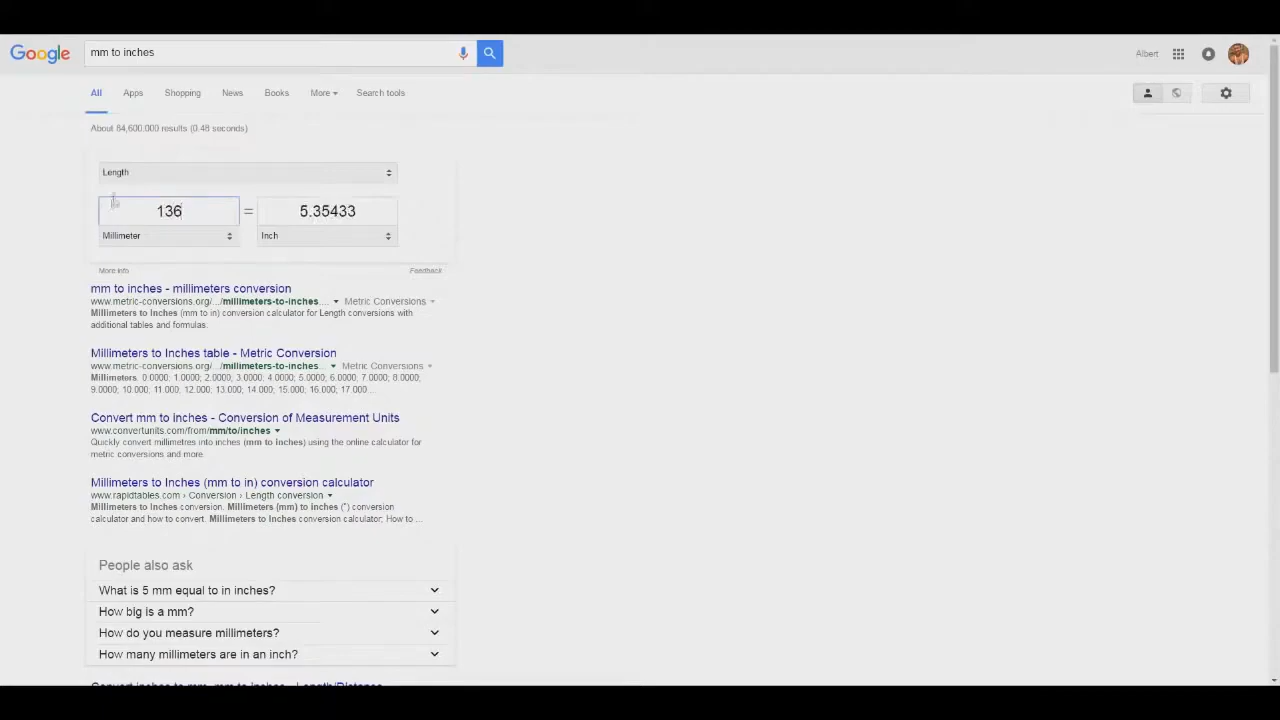 Google mm to inches Albert
All Apps Shopping News Books More Search tools
About 84,600,000 results (0.48 seconds)
Length
136 = 5.35433
Millimeter Inch
More info Feedback
mm to inches - millimeters conversion
www.metric-conversions.org/.../millimeters-to-inches.... Metric Conversions
Millimeters to Inches (mm to in) conversion calculator for Length conversions with
additional tables and formulas.
Millimeters to Inches table - Metric Conversion
www.metric-conversions.org/.../millimeters-to-inches... Metric Conversions
Millimeters. 0.0000; 1.0000; 2.0000; 3.0000; 4.0000; 5.0000; 6.0000; 7.0000; 8.0000;
9.0000; 10.000; 11.000; 12.000; 13.000; 14.000; 15.000; 16.000; 17.000 ...
Convert mm to inches - Conversion of Measurement Units
www.convertunits.com/from/mm/to/inches
Quickly convert millimetres into inches (mm to inches) using the online calculator for
metric conversions and more.
Millimeters to Inches (mm to in) conversion calculator
www.rapidtables.com › Conversion › Length conversion
Millimeters to Inches conversion. Millimeters (mm) to inches (") conversion
calculator and how to convert. Millimeters to Inches conversion calculator; How to ...
People also ask
What is 5 mm equal to in inches?
How big is a mm?
How do you measure millimeters?
How many millimeters are in an inch?
Convert inches to mm, mm to inches - Length/Distance